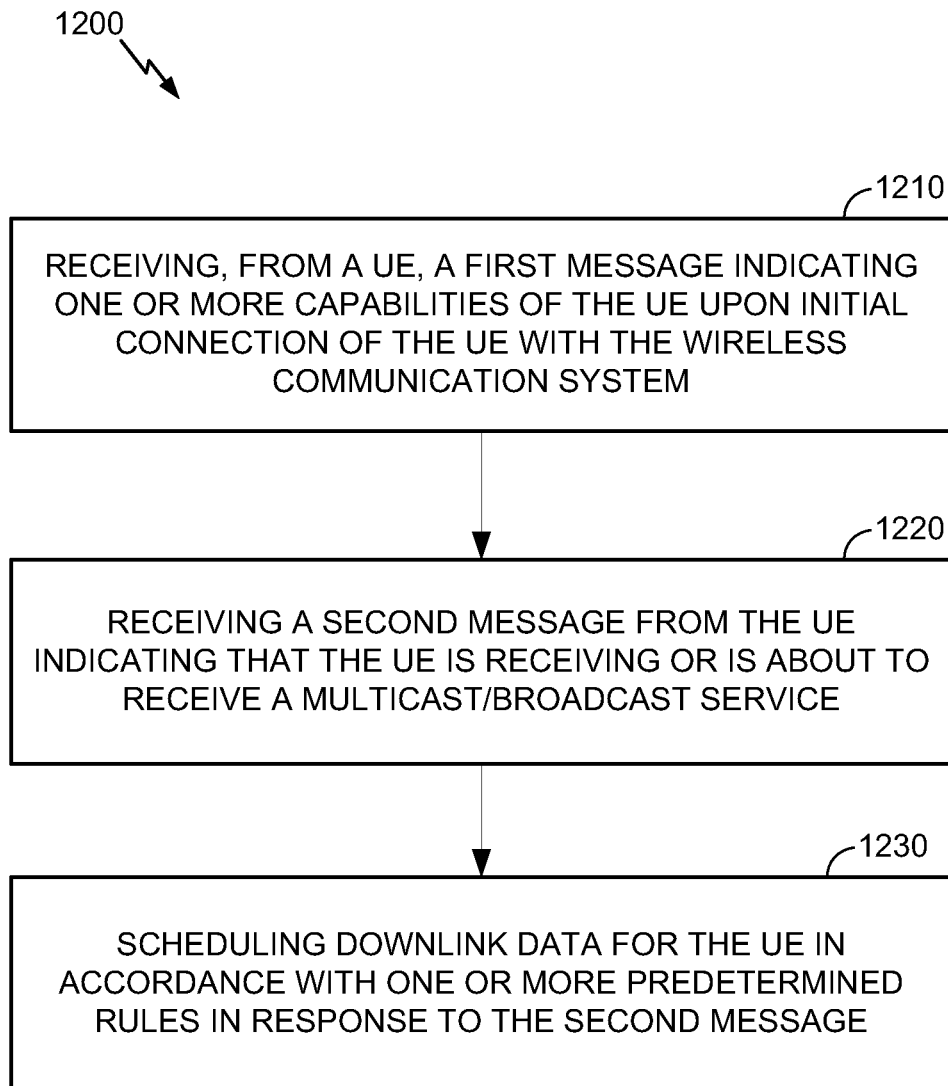 1200
1210
RECEIVING, FROM A UE, A FIRST MESSAGE INDICATING
ONE OR MORE CAPABILITIES OF THE UE UPON INITIAL
CONNECTION OF THE UE WITH THE WIRELESS
COMMUNICATION SYSTEM
1220
RECEIVING A SECOND MESSAGE FROM THE UE
INDICATING THAT THE UE IS RECEIVING OR IS ABOUT TO
RECEIVE A MULTICAST/BROADCAST SERVICE
1230
SCHEDULING DOWNLINK DATA FOR THE UE IN
ACCORDANCE WITH ONE OR MORE PREDETERMINED
RULES IN RESPONSE TO THE SECOND MESSAGE